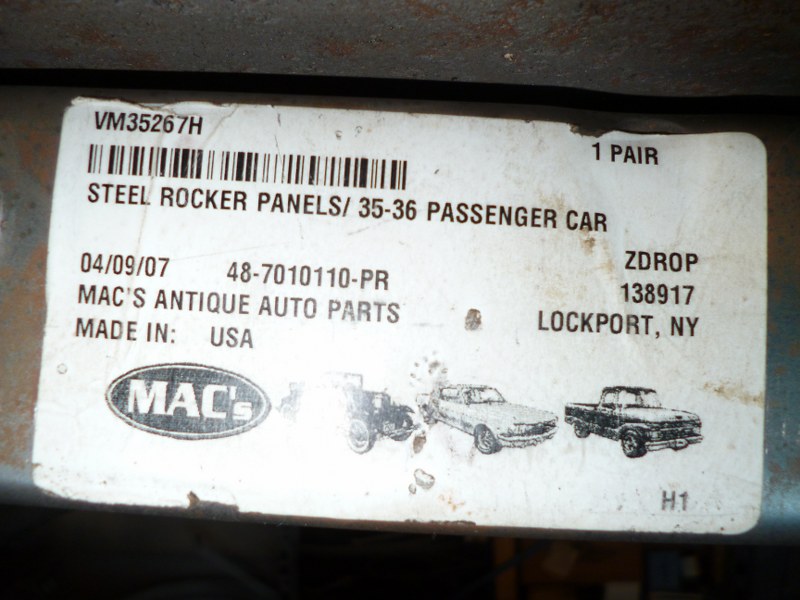 VM35267H
1 PAIR
STEEL ROCKER PANELS/ 35-36 PASSENGER CAR
04/09/07 48-7010110-PR ZDROP
MAC'S ANTIQUE AUTO PARTS 138917
MADE IN: USA LOCKPORT, NY
MAC's
H1